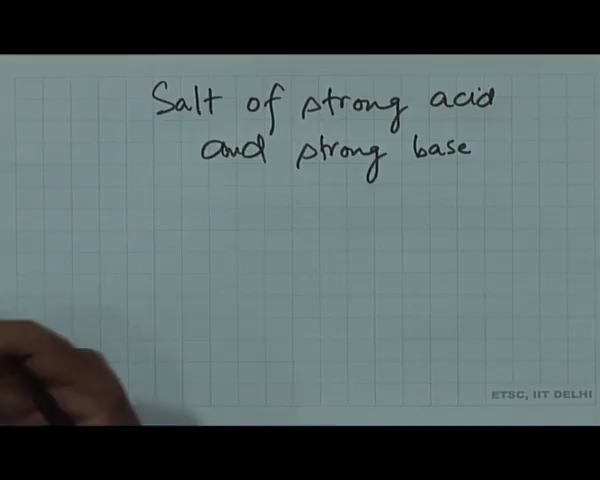 Salt of strong acid
and strong base
ETSC, IIT DELHI